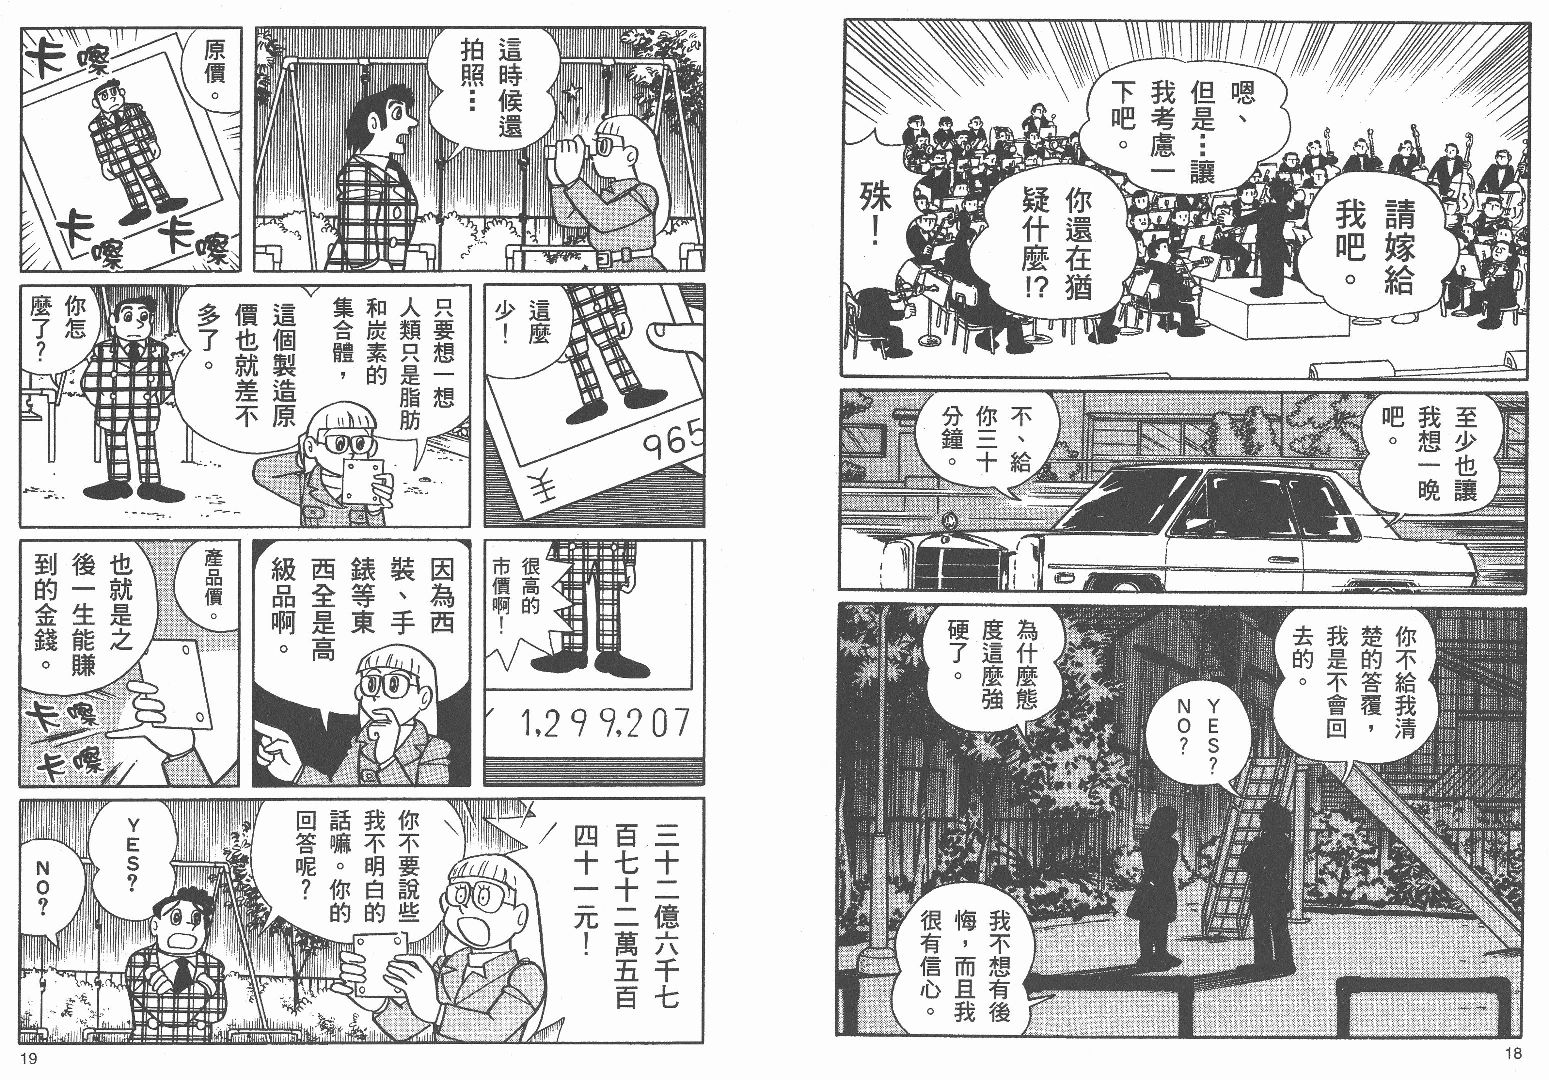 請嫁給
我吧。
嗯、
但是…讓
我考慮一
下吧。
你還在猶
疑什麼!?
殊!
至少也讓
我想一晚
吧。
不、給
你三十
分鐘。
你不給我清
楚的答覆，
我是不會回
去的。
YES?
NO?
為什麼態
度這麼強
硬了。
我不想有後
悔，而且我
很有信心。
18
這時候還
拍照…
原價。
卡嚓
卡嚓
卡嚓
這麼
少!
¥965
只要想一想
人類只是脂肪
和炭素的
集合體，
這個製造原
價也就差不
多了。
你怎
麼了?
很高的
市價啊!
1,299,207
因為西
裝、手
錶等東
西全是高
級品啊。
產品價。
也就是之
後一生能賺
到的金錢。
卡嚓
卡嚓
三十二億六千七
百七十二萬五百
四十一元!
你不要說些
我不明白的
話嘛。你的
回答呢?
YES?
NO?
19